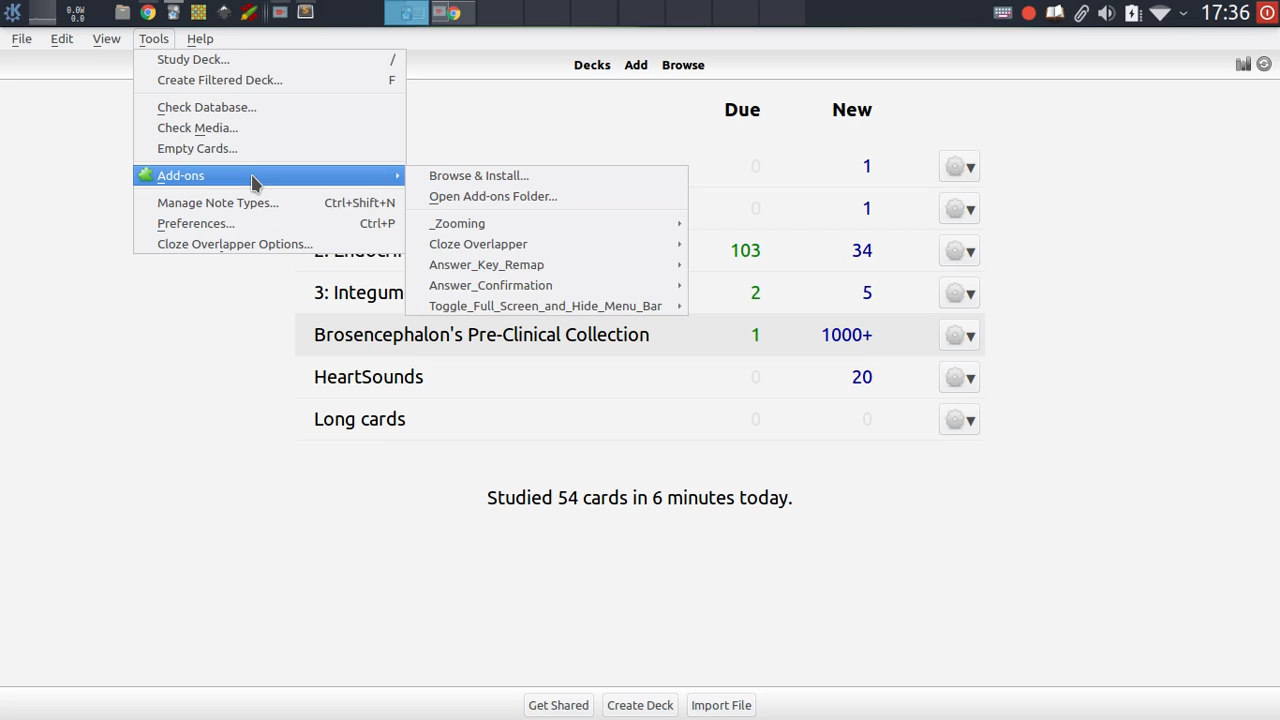 0.0W
0.0
17:36
File Edit View Tools Help
Decks Add Browse
Study Deck... /
Create Filtered Deck... F
Check Database...
Check Media...
Empty Cards...
Add-ons
Manage Note Types... Ctrl+Shift+N
Preferences... Ctrl+P
Cloze Overlapper Options...
Browse & Install...
Open Add-ons Folder...
_Zooming
Cloze Overlapper
Answer_Key_Remap
Answer_Confirmation
Toggle_Full_Screen_and_Hide_Menu_Bar
Due New
0 1
0 1
103 34
3: Integum 2 5
Brosencephalon's Pre-Clinical Collection 1 1000+
HeartSounds 0 20
Long cards 0 0
Studied 54 cards in 6 minutes today.
Get Shared Create Deck Import File